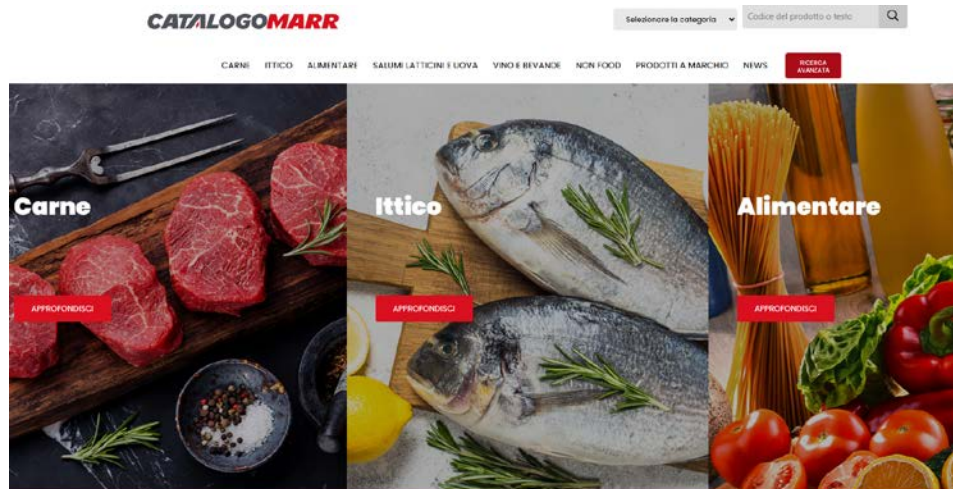 CATALOGOMARR
Selezionare la categoria
Codice del prodotto o testo
CARNE ITTICO ALIMENTARE SALUMI LATTICINI E UOVA VINO E BEVANDE NON FOOD PRODOTTI A MARCHIO NEWS
RICERCA
AVANZATA
Carne
Ittico
Alimentare
APPROFONDISCI
APPROFONDISCI
APPROFONDISCI